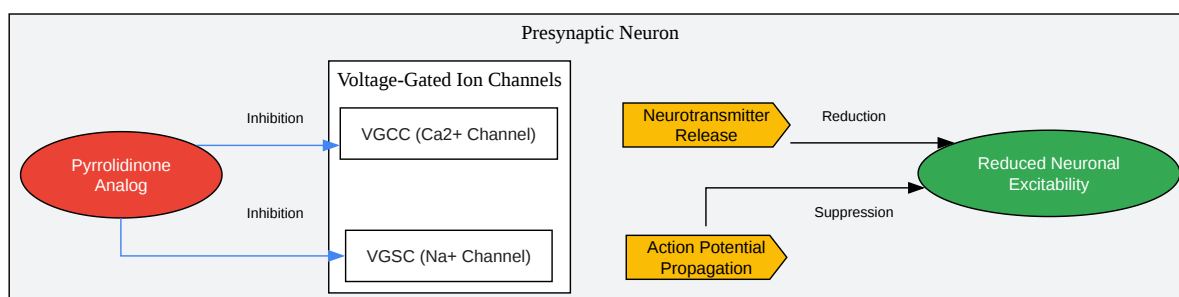 Presynaptic Neuron
Voltage-Gated Ion Channels
Inhibition
VGCC (Ca2+ Channel)
Pyrrolidinone
Analog
Inhibition
VGSC (Na+ Channel)
Neurotransmitter
Release
Reduction
Reduced Neuronal
Excitability
Suppression
Action Potential
Propagation